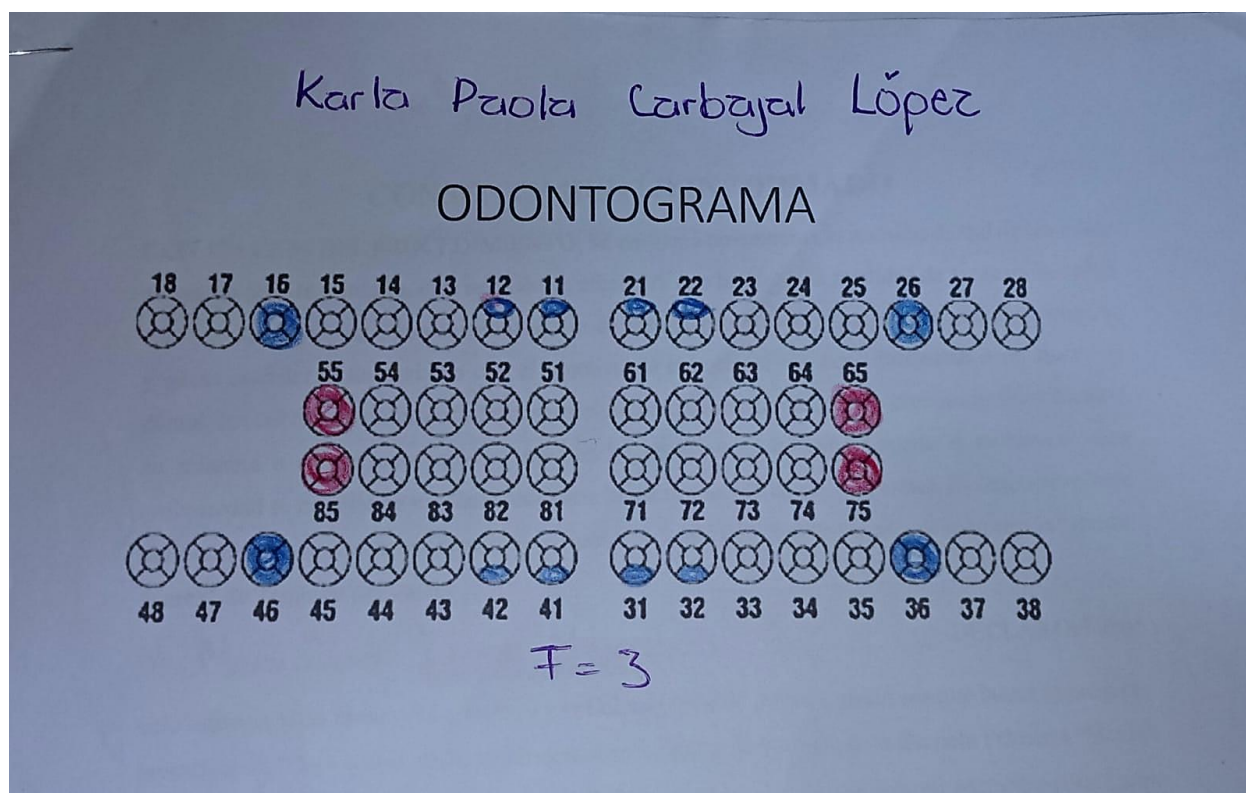 Karla Paola Carbajal López
ODONTOGRAMA
18 17 16 15 14 13 12 11 21 22 23 24 25 26 27 28
55 54 53 52 51 61 62 63 64 65
85 84 83 82 81 71 72 73 74 75
48 47 46 45 44 43 42 41 31 32 33 34 35 36 37 38
F = 3